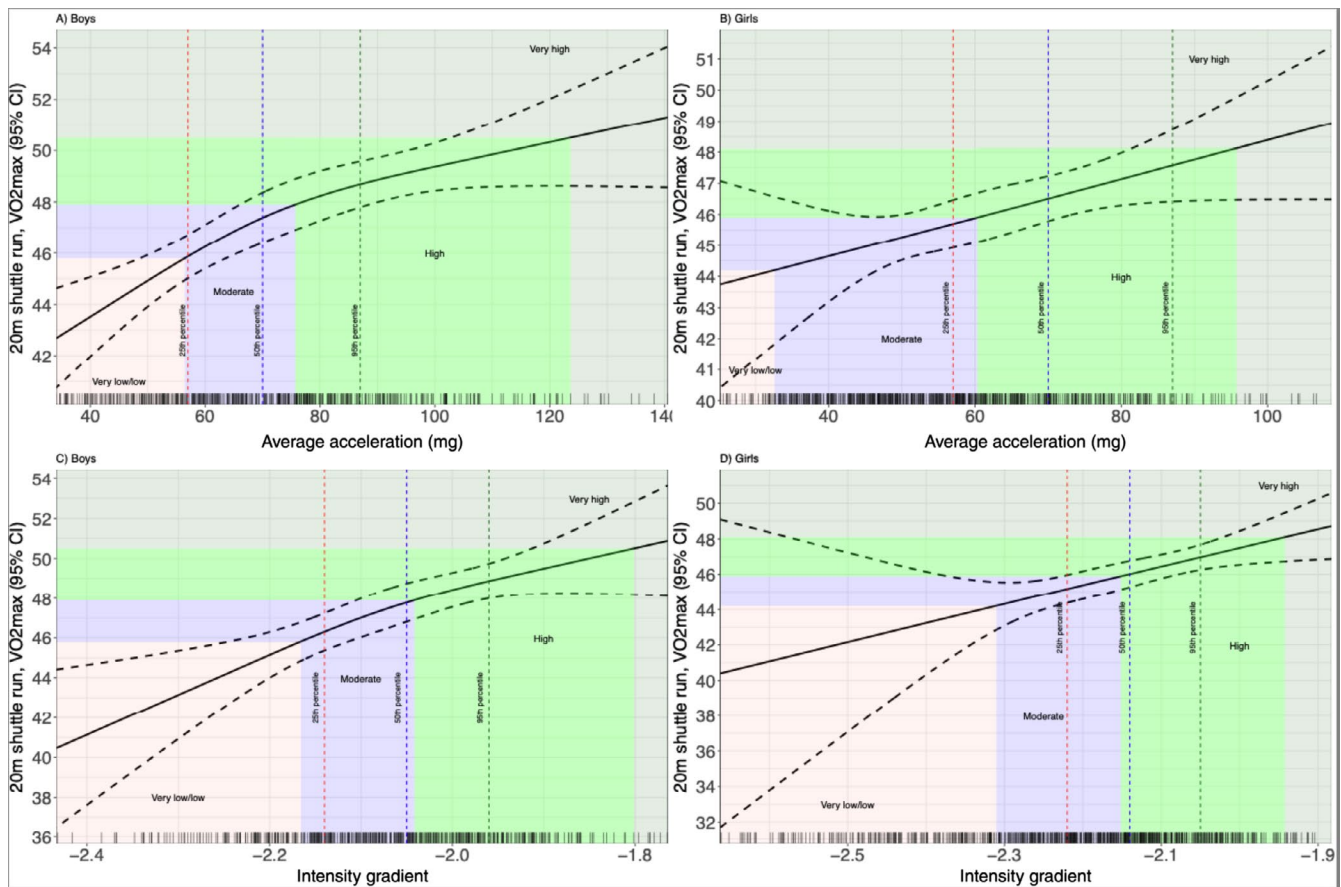 A) Boys
20m shuttle run, VO2max (95% CI)
54
52
50
48
46
44
42
Very high
High
Moderate
Very low/low
25th percentile
50th percentile
95th percentile
40
60
80
100
120
140
Average acceleration (mg)
B) Girls
20m shuttle run, VO2max (95% CI)
51
50
49
48
47
46
45
44
43
42
41
40
Very high
High
Moderate
Very low/low
25th percentile
50th percentile
95th percentile
40
60
80
100
Average acceleration (mg)
C) Boys
20m shuttle run, VO2max (95% CI)
54
52
50
48
46
44
42
40
38
36
Very high
High
Moderate
Very low/low
25th percentile
50th percentile
95th percentile
−2.4
−2.2
−2.0
−1.8
Intensity gradient
D) Girls
20m shuttle run, VO2max (95% CI)
50
48
46
44
42
40
38
36
34
32
Very high
High
Moderate
Very low/low
25th percentile
50th percentile
95th percentile
−2.5
−2.3
−2.1
−1.9
Intensity gradient